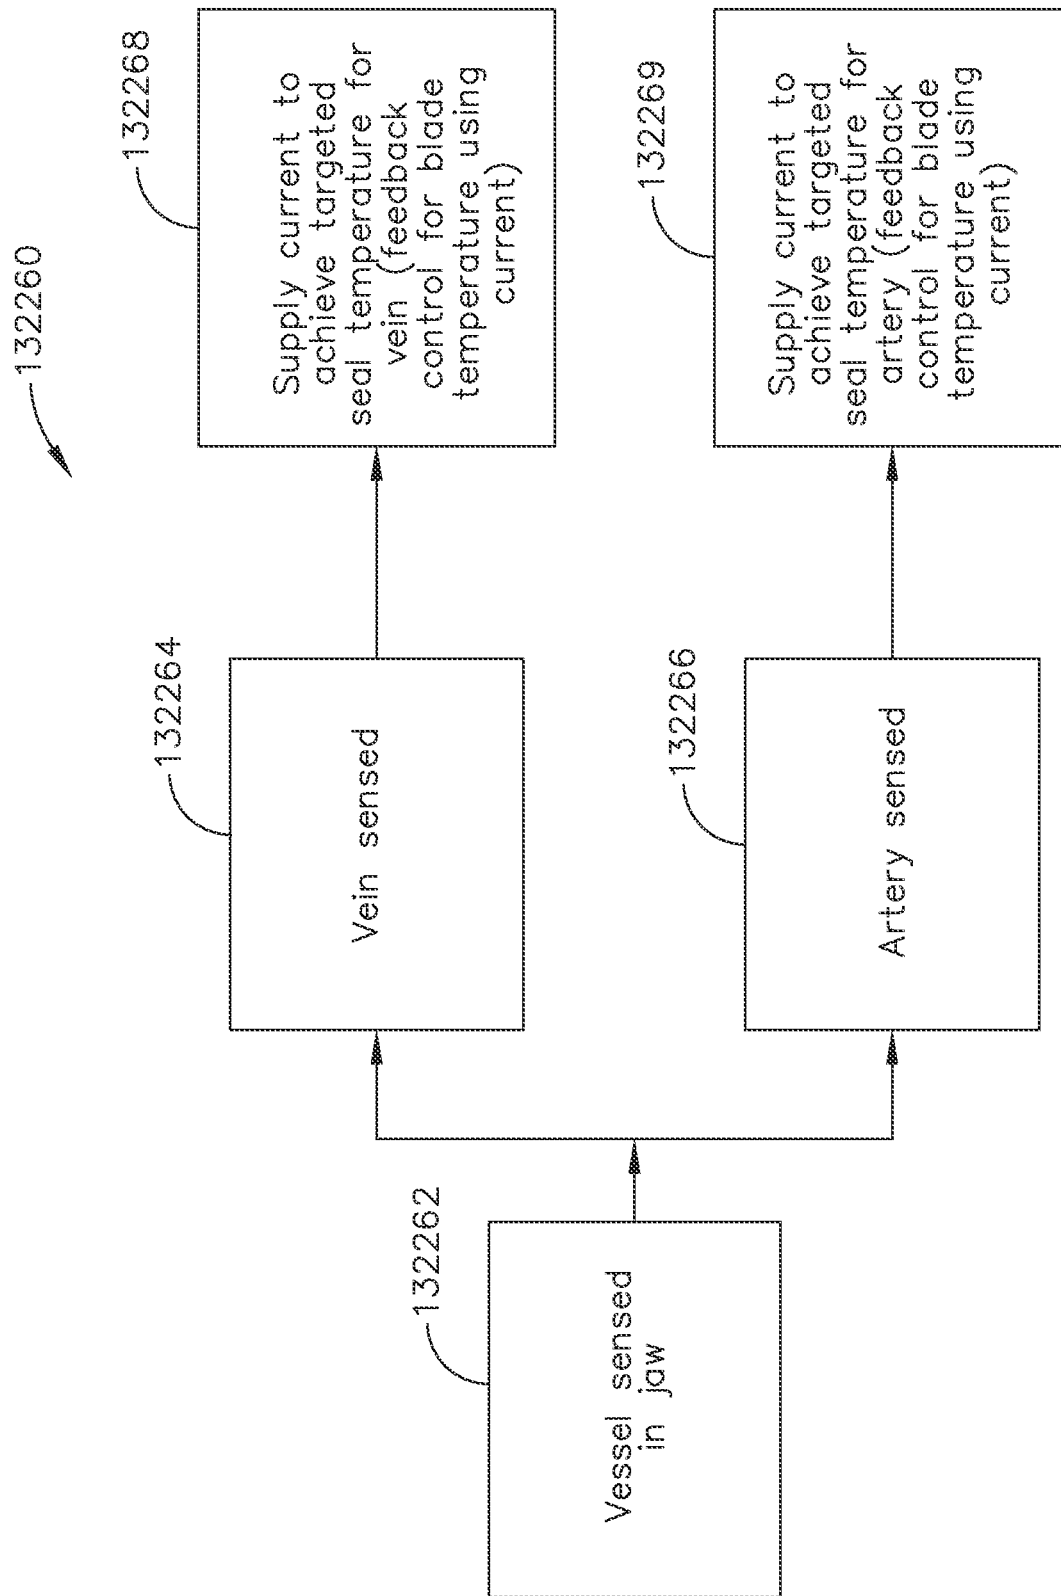 132260
132262
Vessel sensed
in jaw
132264
Vein sensed
132268
Supply current to
achieve targeted
seal temperature for
vein (feedback
control for blade
temperature using
current)
132266
Artery sensed
132269
Supply current to
achieve targeted
seal temperature for
artery (feedback
control for blade
temperature using
current)